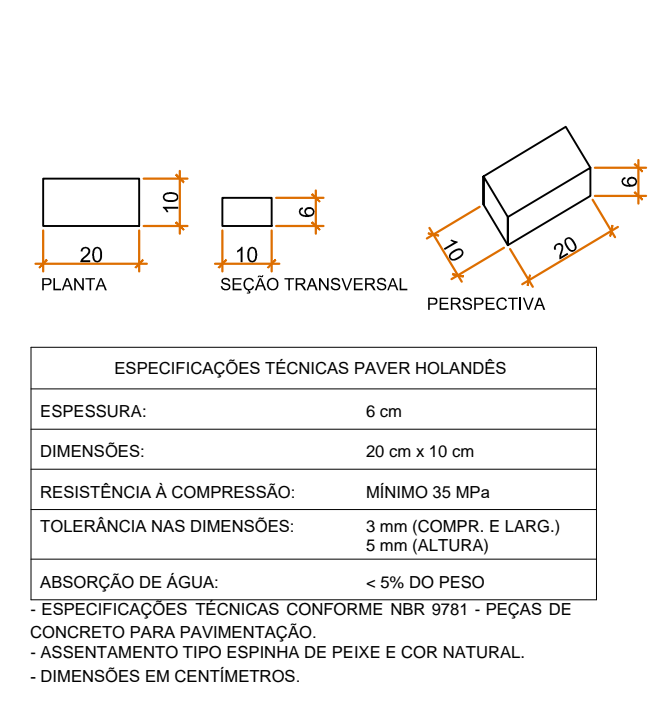 10
20
PLANTA
6
10
SEÇÃO TRANSVERSAL
6
10
20
PERSPECTIVA
ESPECIFICAÇÕES TÉCNICAS PAVER HOLANDÊS
ESPESSURA: 6 cm
DIMENSÕES: 20 cm x 10 cm
RESISTÊNCIA À COMPRESSÃO: MÍNIMO 35 MPa
TOLERÂNCIA NAS DIMENSÕES: 3 mm (COMPR. E LARG.)
5 mm (ALTURA)
ABSORÇÃO DE ÁGUA: < 5% DO PESO
- ESPECIFICAÇÕES TÉCNICAS CONFORME NBR 9781 - PEÇAS DE
CONCRETO PARA PAVIMENTAÇÃO.
- ASSENTAMENTO TIPO ESPINHA DE PEIXE E COR NATURAL.
- DIMENSÕES EM CENTÍMETROS.